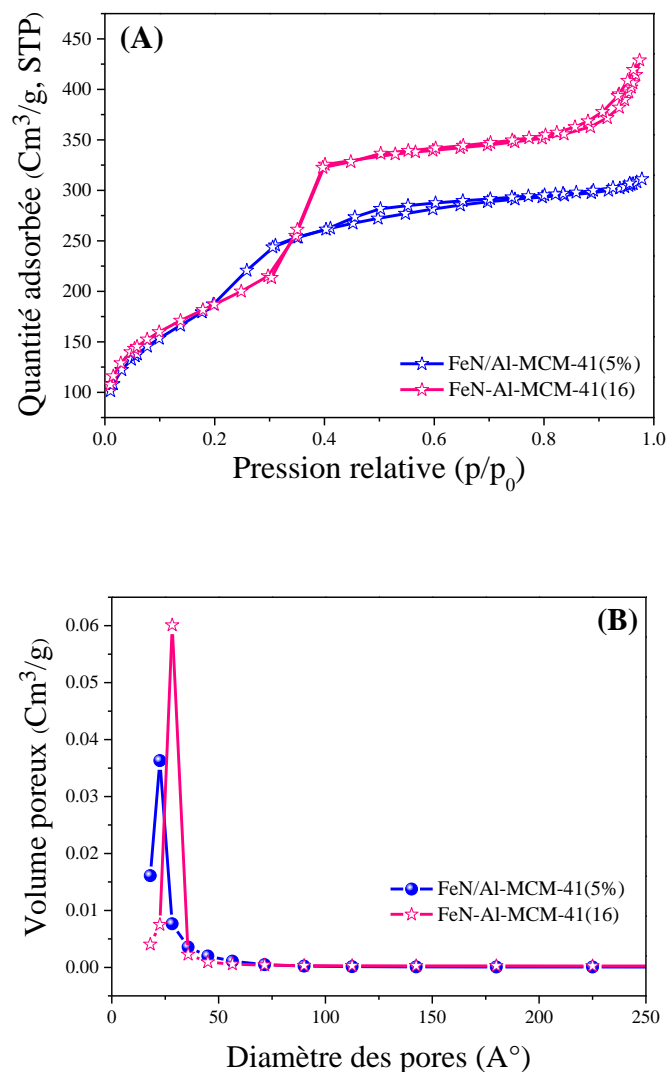 (A)
Quantité adsorbée (Cm³/g, STP)
450
400
350
300
250
200
150
100
FeN/Al-MCM-41(5%)
FeN-Al-MCM-41(16)
0.0 0.2 0.4 0.6 0.8 1.0
Pression relative (p/p₀)
(B)
Volume poreux (Cm³/g)
0.06
0.05
0.04
0.03
0.02
0.01
0.00
FeN/Al-MCM-41(5%)
FeN-Al-MCM-41(16)
0 50 100 150 200 250
Diamètre des pores (A°)